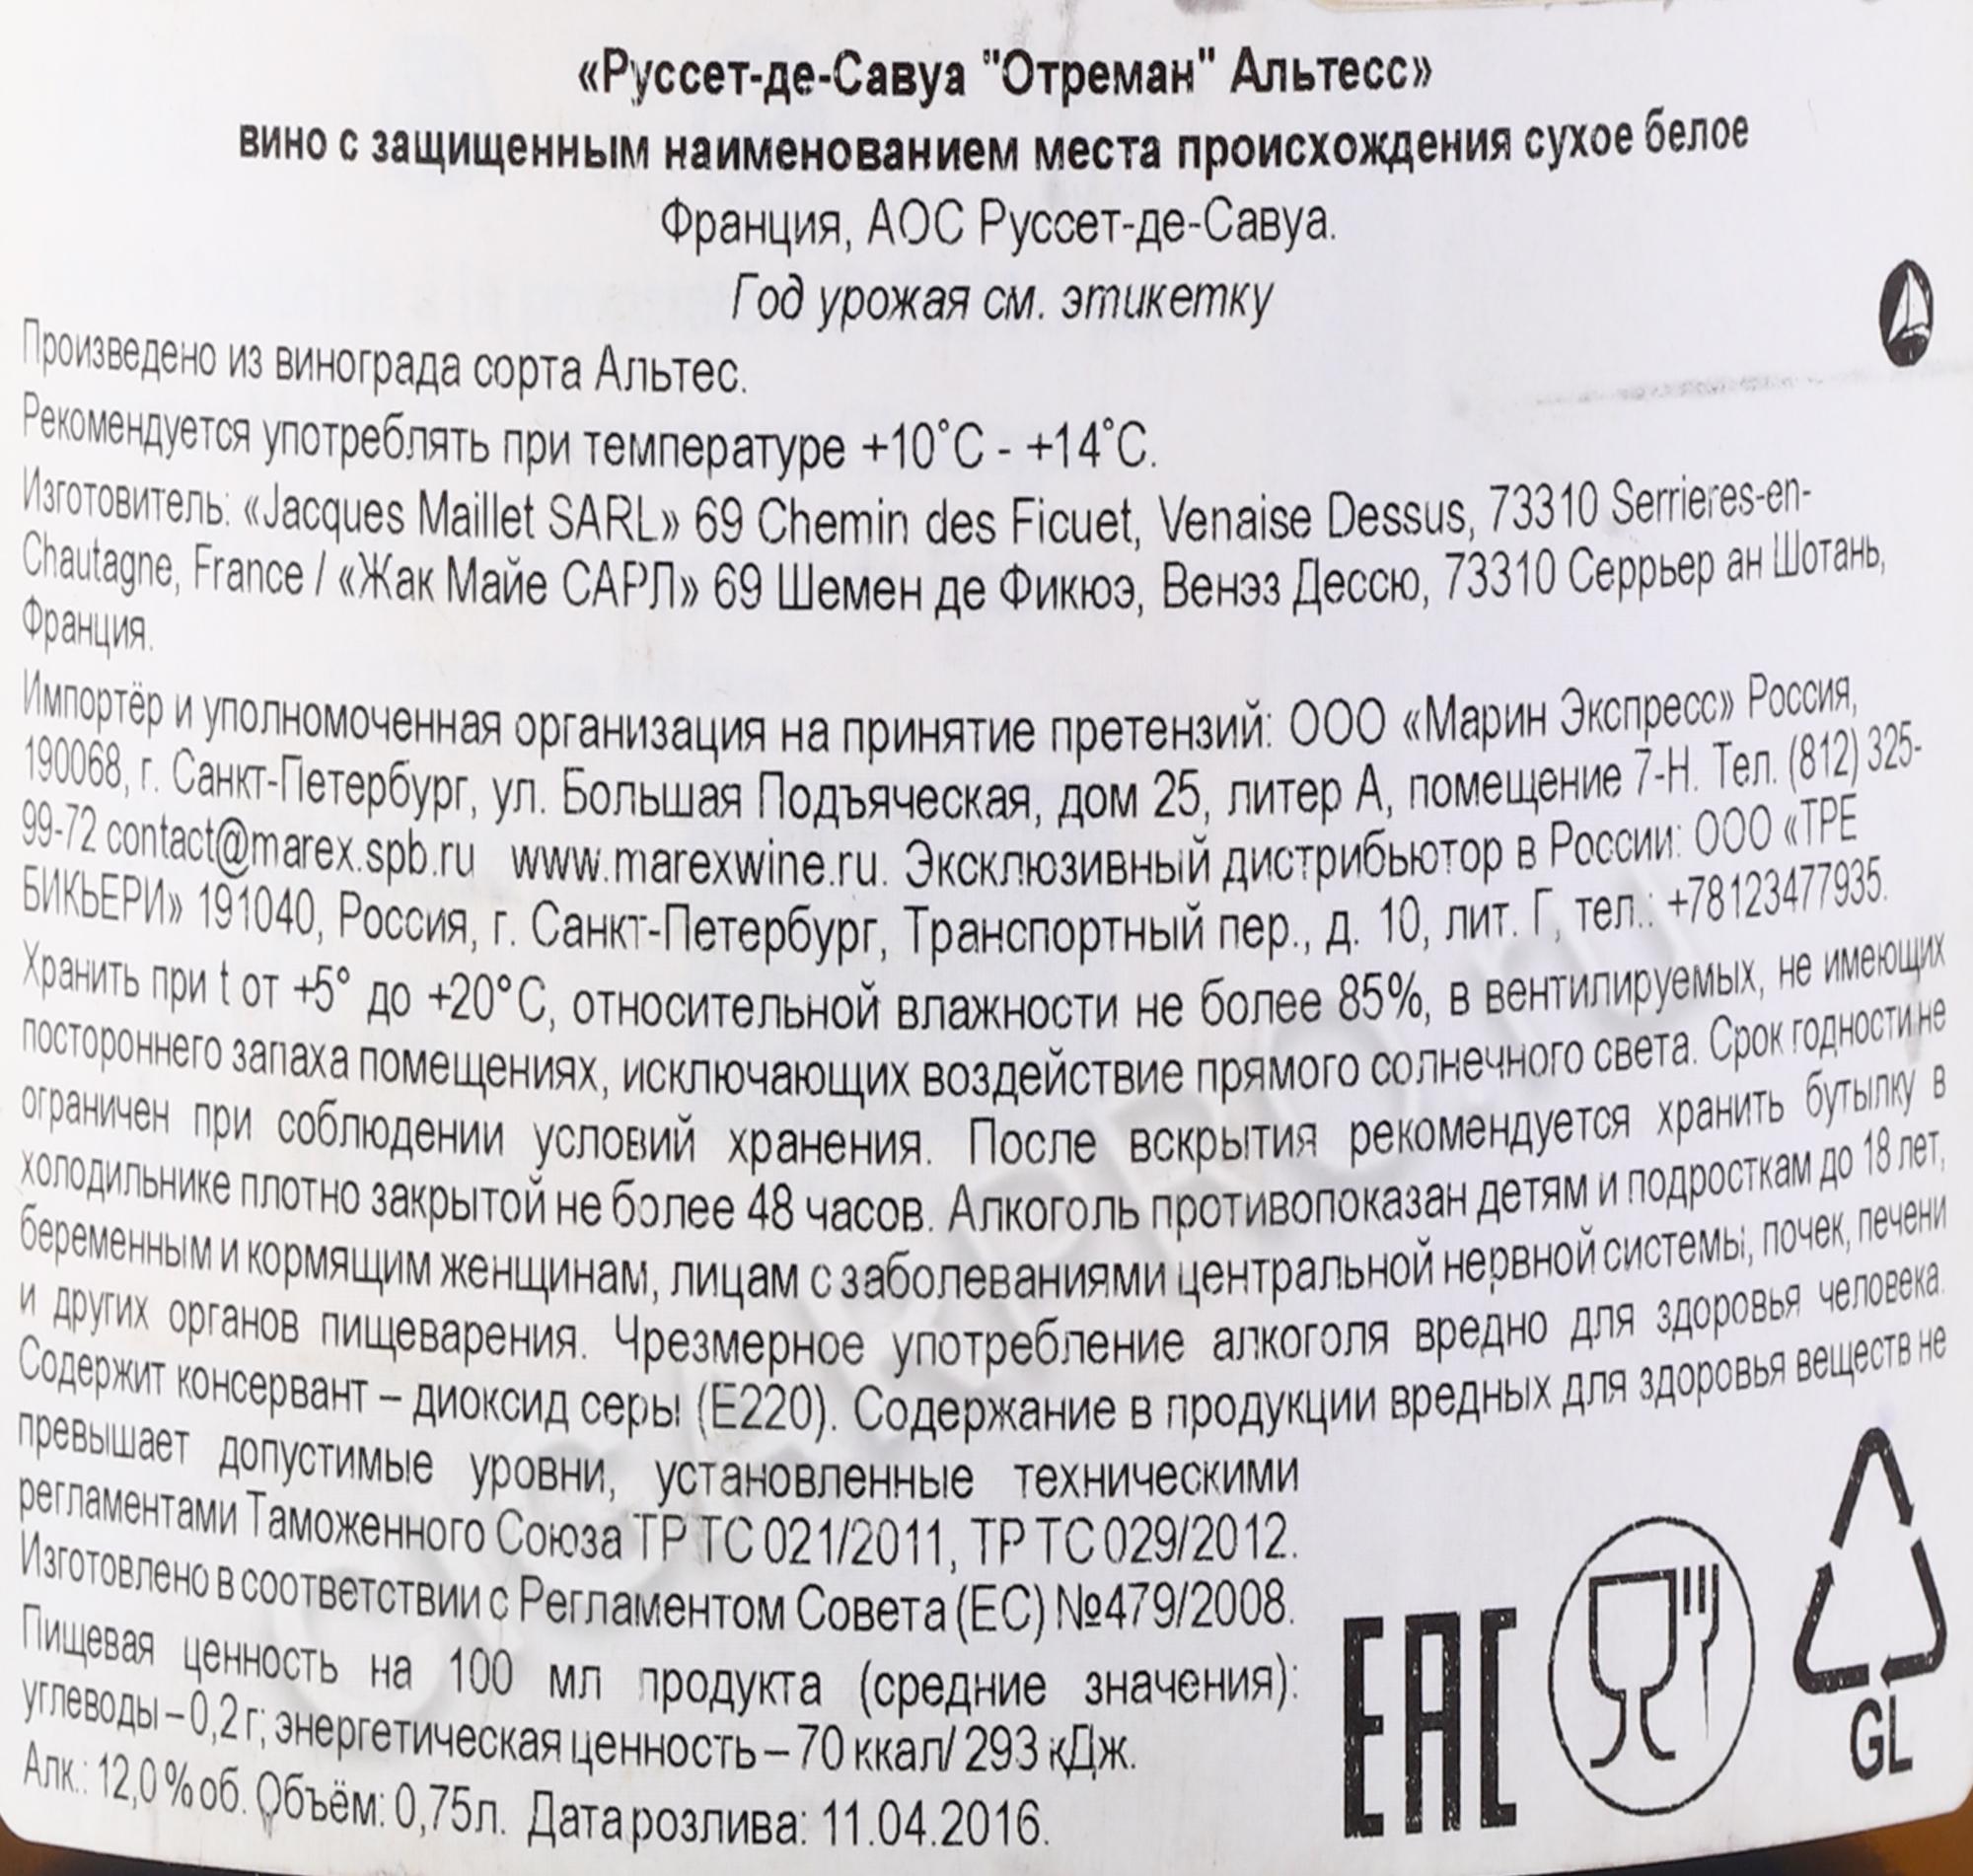 «Руссет-де-Савуа "Отреман" Альтесс»
вино с защищенным наименованием места происхождения сухое белое
Франция, АОС Руссет-де-Савуа.
Год урожая см. этикетку
Произведено из винограда сорта Альтес.
Рекомендуется употреблять при температуре +10°C - +14°C.
Изготовитель: «Jacques Maillet SARL» 69 Chemin des Ficuet, Venaise Dessus, 73310 Serrieres-en-
Chautagne, France / «Жак Майе САРЛ» 69 Шемен де Фикюэ, Венэз Дессю, 73310 Серрьер ан Шотань,
Франция.
Импортёр и уполномоченная организация на принятие претензий: ООО «Марин Экспресс» Россия,
190068, г. Санкт-Петербург, ул. Большая Подъяческая, дом 25, литер А, помещение 7-Н. Тел. (812) 325-
99-72 contact@marex.spb.ru www.marexwine.ru. Эксклюзивный дистрибьютор в России: ООО «ТРЕ
БИКЬЕРИ» 191040, Россия, г. Санкт-Петербург, Транспортный пер., д. 10, лит. Г, тел.: +78123477935.
Хранить при t от +5° до +20°C, относительной влажности не более 85%, в вентилируемых, не имеющих
постороннего запаха помещениях, исключающих воздействие прямого солнечного света. Срок годности не
ограничен при соблюдении условий хранения. После вскрытия рекомендуется хранить бутылку в
холодильнике плотно закрытой не более 48 часов. Алкоголь противопоказан детям и подросткам до 18 лет,
беременным и кормящим женщинам, лицам с заболеваниями центральной нервной системы, почек, печени
и других органов пищеварения. Чрезмерное употребление алкоголя вредно для здоровья человека.
Содержит консервант – диоксид серы (Е220). Содержание в продукции вредных для здоровья веществ не
превышает допустимые уровни, установленные техническими
регламентами Таможенного Союза ТР ТС 021/2011, ТР ТС 029/2012.
Изготовлено в соответствии с Регламентом Совета (ЕС) №479/2008.
Пищевая ценность на 100 мл продукта (средние значения):
углеводы – 0,2 г; энергетическая ценность – 70 ккал/ 293 кДж.
Алк.: 12,0 % об. Объём: 0,75л. Дата розлива: 11.04.2016.
EAC
GL
CIGARPRO.ru